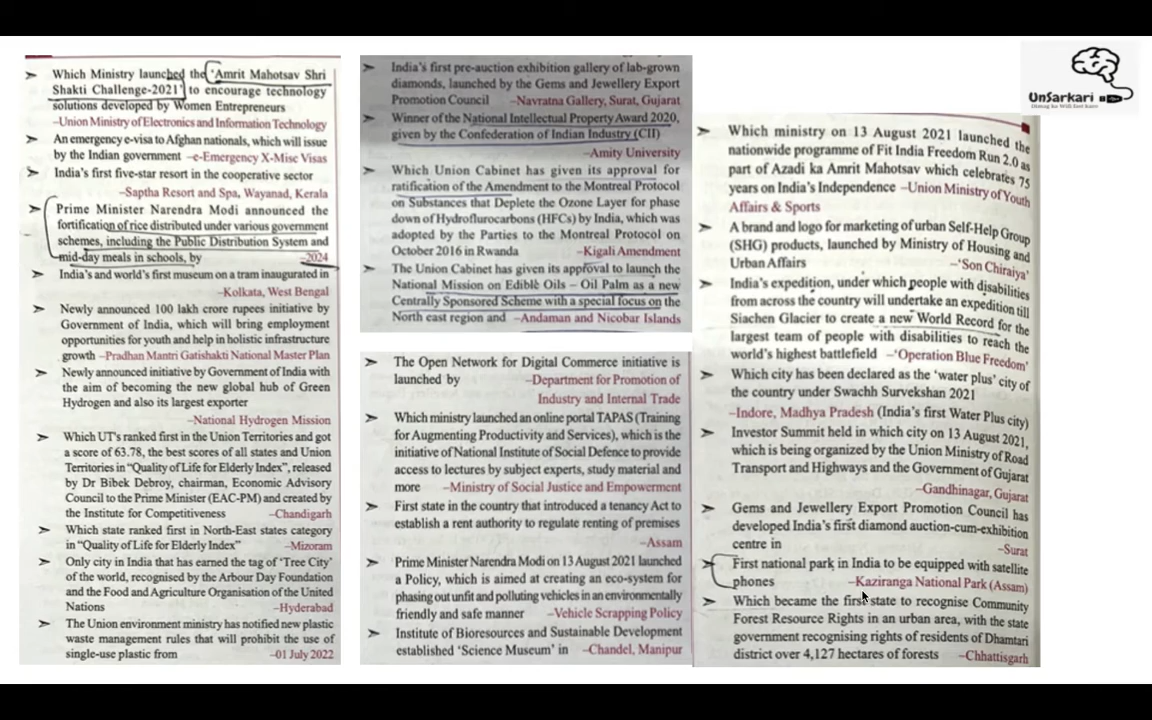 Which Ministry launched the 'Amrit Mahotsav Shri
Shakti Challenge-2021' to encourage technology
solutions developed by Women Entrepreneurs
–Union Ministry of Electronics and Information Technology
An emergency e-visa to Afghan nationals, which will issue
by the Indian government –e-Emergency X-Misc Visas
India's first five-star resort in the cooperative sector
–Saptha Resort and Spa, Wayanad, Kerala
Prime Minister Narendra Modi announced the
fortification of rice distributed under various government
schemes, including the Public Distribution System and
mid-day meals in schools, by –2024
India's and world's first museum on a tram inaugurated in
–Kolkata, West Bengal
Newly announced 100 lakh crore rupees initiative by
Government of India, which will bring employment
opportunities for youth and help in holistic infrastructure
growth –Pradhan Mantri Gatishakti National Master Plan
Newly announced initiative by Government of India with
the aim of becoming the new global hub of Green
Hydrogen and also its largest exporter
–National Hydrogen Mission
Which UT's ranked first in the Union Territories and got
a score of 63.78, the best scores of all states and Union
Territories in "Quality of Life for Elderly Index", released
by Dr Bibek Debroy, chairman, Economic Advisory
Council to the Prime Minister (EAC-PM) and created by
the Institute for Competitiveness –Chandigarh
Which state ranked first in North-East states category
in "Quality of Life for Elderly Index" –Mizoram
Only city in India that has earned the tag of 'Tree City'
of the world, recognised by the Arbour Day Foundation
and the Food and Agriculture Organisation of the United
Nations –Hyderabad
The Union environment ministry has notified new plastic
waste management rules that will prohibit the use of
single-use plastic from –01 July 2022
India's first pre-auction exhibition gallery of lab-grown
diamonds, launched by the Gems and Jewellery Export
Promotion Council –Navratna Gallery, Surat, Gujarat
Winner of the National Intellectual Property Award 2020,
given by the Confederation of Indian Industry (CII)
–Amity University
Which Union Cabinet has given its approval for
ratification of the Amendment to the Montreal Protocol
on Substances that Deplete the Ozone Layer for phase
down of Hydroflurocarbons (HFCs) by India, which was
adopted by the Parties to the Montreal Protocol on
October 2016 in Rwanda –Kigali Amendment
The Union Cabinet has given its approval to launch the
National Mission on Edible Oils – Oil Palm as a new
Centrally Sponsored Scheme with a special focus on the
North east region and –Andaman and Nicobar Islands
The Open Network for Digital Commerce initiative is
launched by –Department for Promotion of
Industry and Internal Trade
Which ministry launched an online portal TAPAS (Training
for Augmenting Productivity and Services), which is the
initiative of National Institute of Social Defence to provide
access to lectures by subject experts, study material and
more –Ministry of Social Justice and Empowerment
First state in the country that introduced a tenancy Act to
establish a rent authority to regulate renting of premises
–Assam
Prime Minister Narendra Modi on 13 August 2021 launched
a Policy, which is aimed at creating an eco-system for
phasing out unfit and polluting vehicles in an environmentally
friendly and safe manner –Vehicle Scrapping Policy
Institute of Bioresources and Sustainable Development
established 'Science Museum' in –Chandel, Manipur
UnSarkari
Which ministry on 13 August 2021 launched the
nationwide programme of Fit India Freedom Run 2.0 as
part of Azadi ka Amrit Mahotsav which celebrates 75
years on India's Independence –Union Ministry of Youth
Affairs & Sports
A brand and logo for marketing of urban Self-Help Group
(SHG) products, launched by Ministry of Housing and
Urban Affairs –'Son Chiraiya'
India's expedition, under which people with disabilities
from across the country will undertake an expedition till
Siachen Glacier to create a new World Record for the
largest team of people with disabilities to reach the
world's highest battlefield –'Operation Blue Freedom'
Which city has been declared as the 'water plus' city of
the country under Swachh Survekshan 2021
–Indore, Madhya Pradesh (India's first Water Plus city)
Investor Summit held in which city on 13 August 2021,
which is being organized by the Union Ministry of Road
Transport and Highways and the Government of Gujarat
–Gandhinagar, Gujarat
Gems and Jewellery Export Promotion Council has
developed India's first diamond auction-cum-exhibition
centre in –Surat
First national park in India to be equipped with satellite
phones –Kaziranga National Park (Assam)
Which became the first state to recognise Community
Forest Resource Rights in an urban area, with the state
government recognising rights of residents of Dhamtari
district over 4,127 hectares of forests –Chhattisgarh